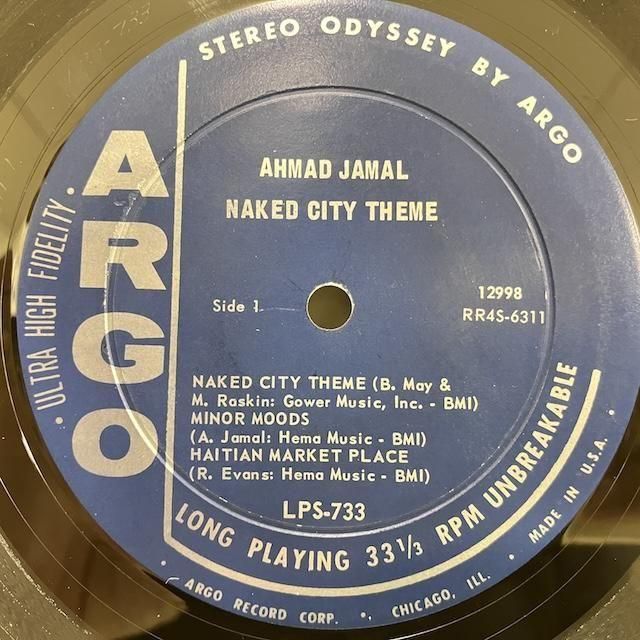 STEREO ODYSSEY BY ARGO
ARGO
• ULTRA HIGH FIDELITY •
AHMAD JAMAL
NAKED CITY THEME
Side 1
12998
RR4S-6311
NAKED CITY THEME (B. May &
M. Raskin: Gower Music, Inc. - BMI)
MINOR MOODS
(A. Jamal: Hema Music - BMI)
HAITIAN MARKET PLACE
(R. Evans: Hema Music - BMI)
LPS-733
LONG PLAYING 33 1/3 RPM UNBREAKABLE
• ARGO RECORD CORP. •, CHICAGO, ILL. • MADE IN U.S.A. •